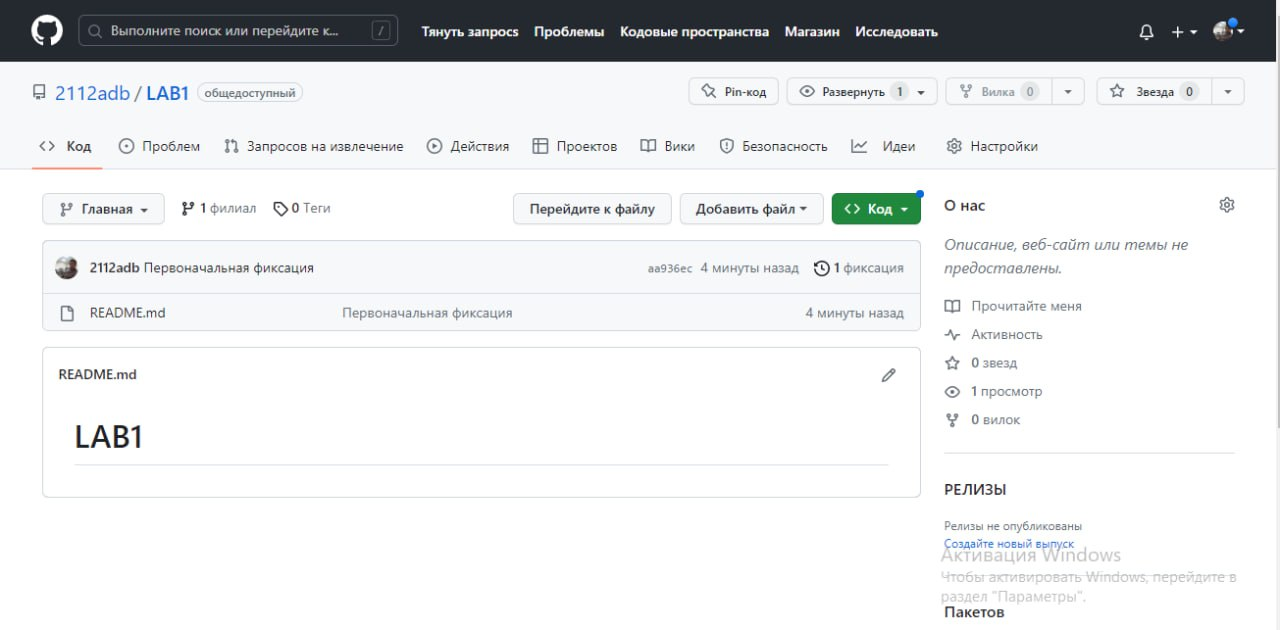 Выполните поиск или перейдите к... /
Тянуть запрос Проблемы Кодовые пространства Магазин Исследовать
2112adb / LAB1 общедоступный
Pin-код Развернуть 1 Вилка 0 Звезда 0
Код Проблем Запросов на извлечение Действия Проектов Вики Безопасность Идеи Настройки
Главная 1 филиал 0 Теги
Перейдите к файлу Добавить файл Код
2112adb Первоначальная фиксация aa936ec 4 минуты назад 1 фиксация
README.md Первоначальная фиксация 4 минуты назад
README.md
LAB1
О нас
Описание, веб-сайт или темы не
предоставлены.
Прочитайте меня
Активность
0 звезд
1 просмотр
0 вилок
РЕЛИЗЫ
Релизы не опубликованы
Создайте новый выпуск
Активация Windows
Чтобы активировать Windows, перейдите в
раздел "Параметры".
Пакетов